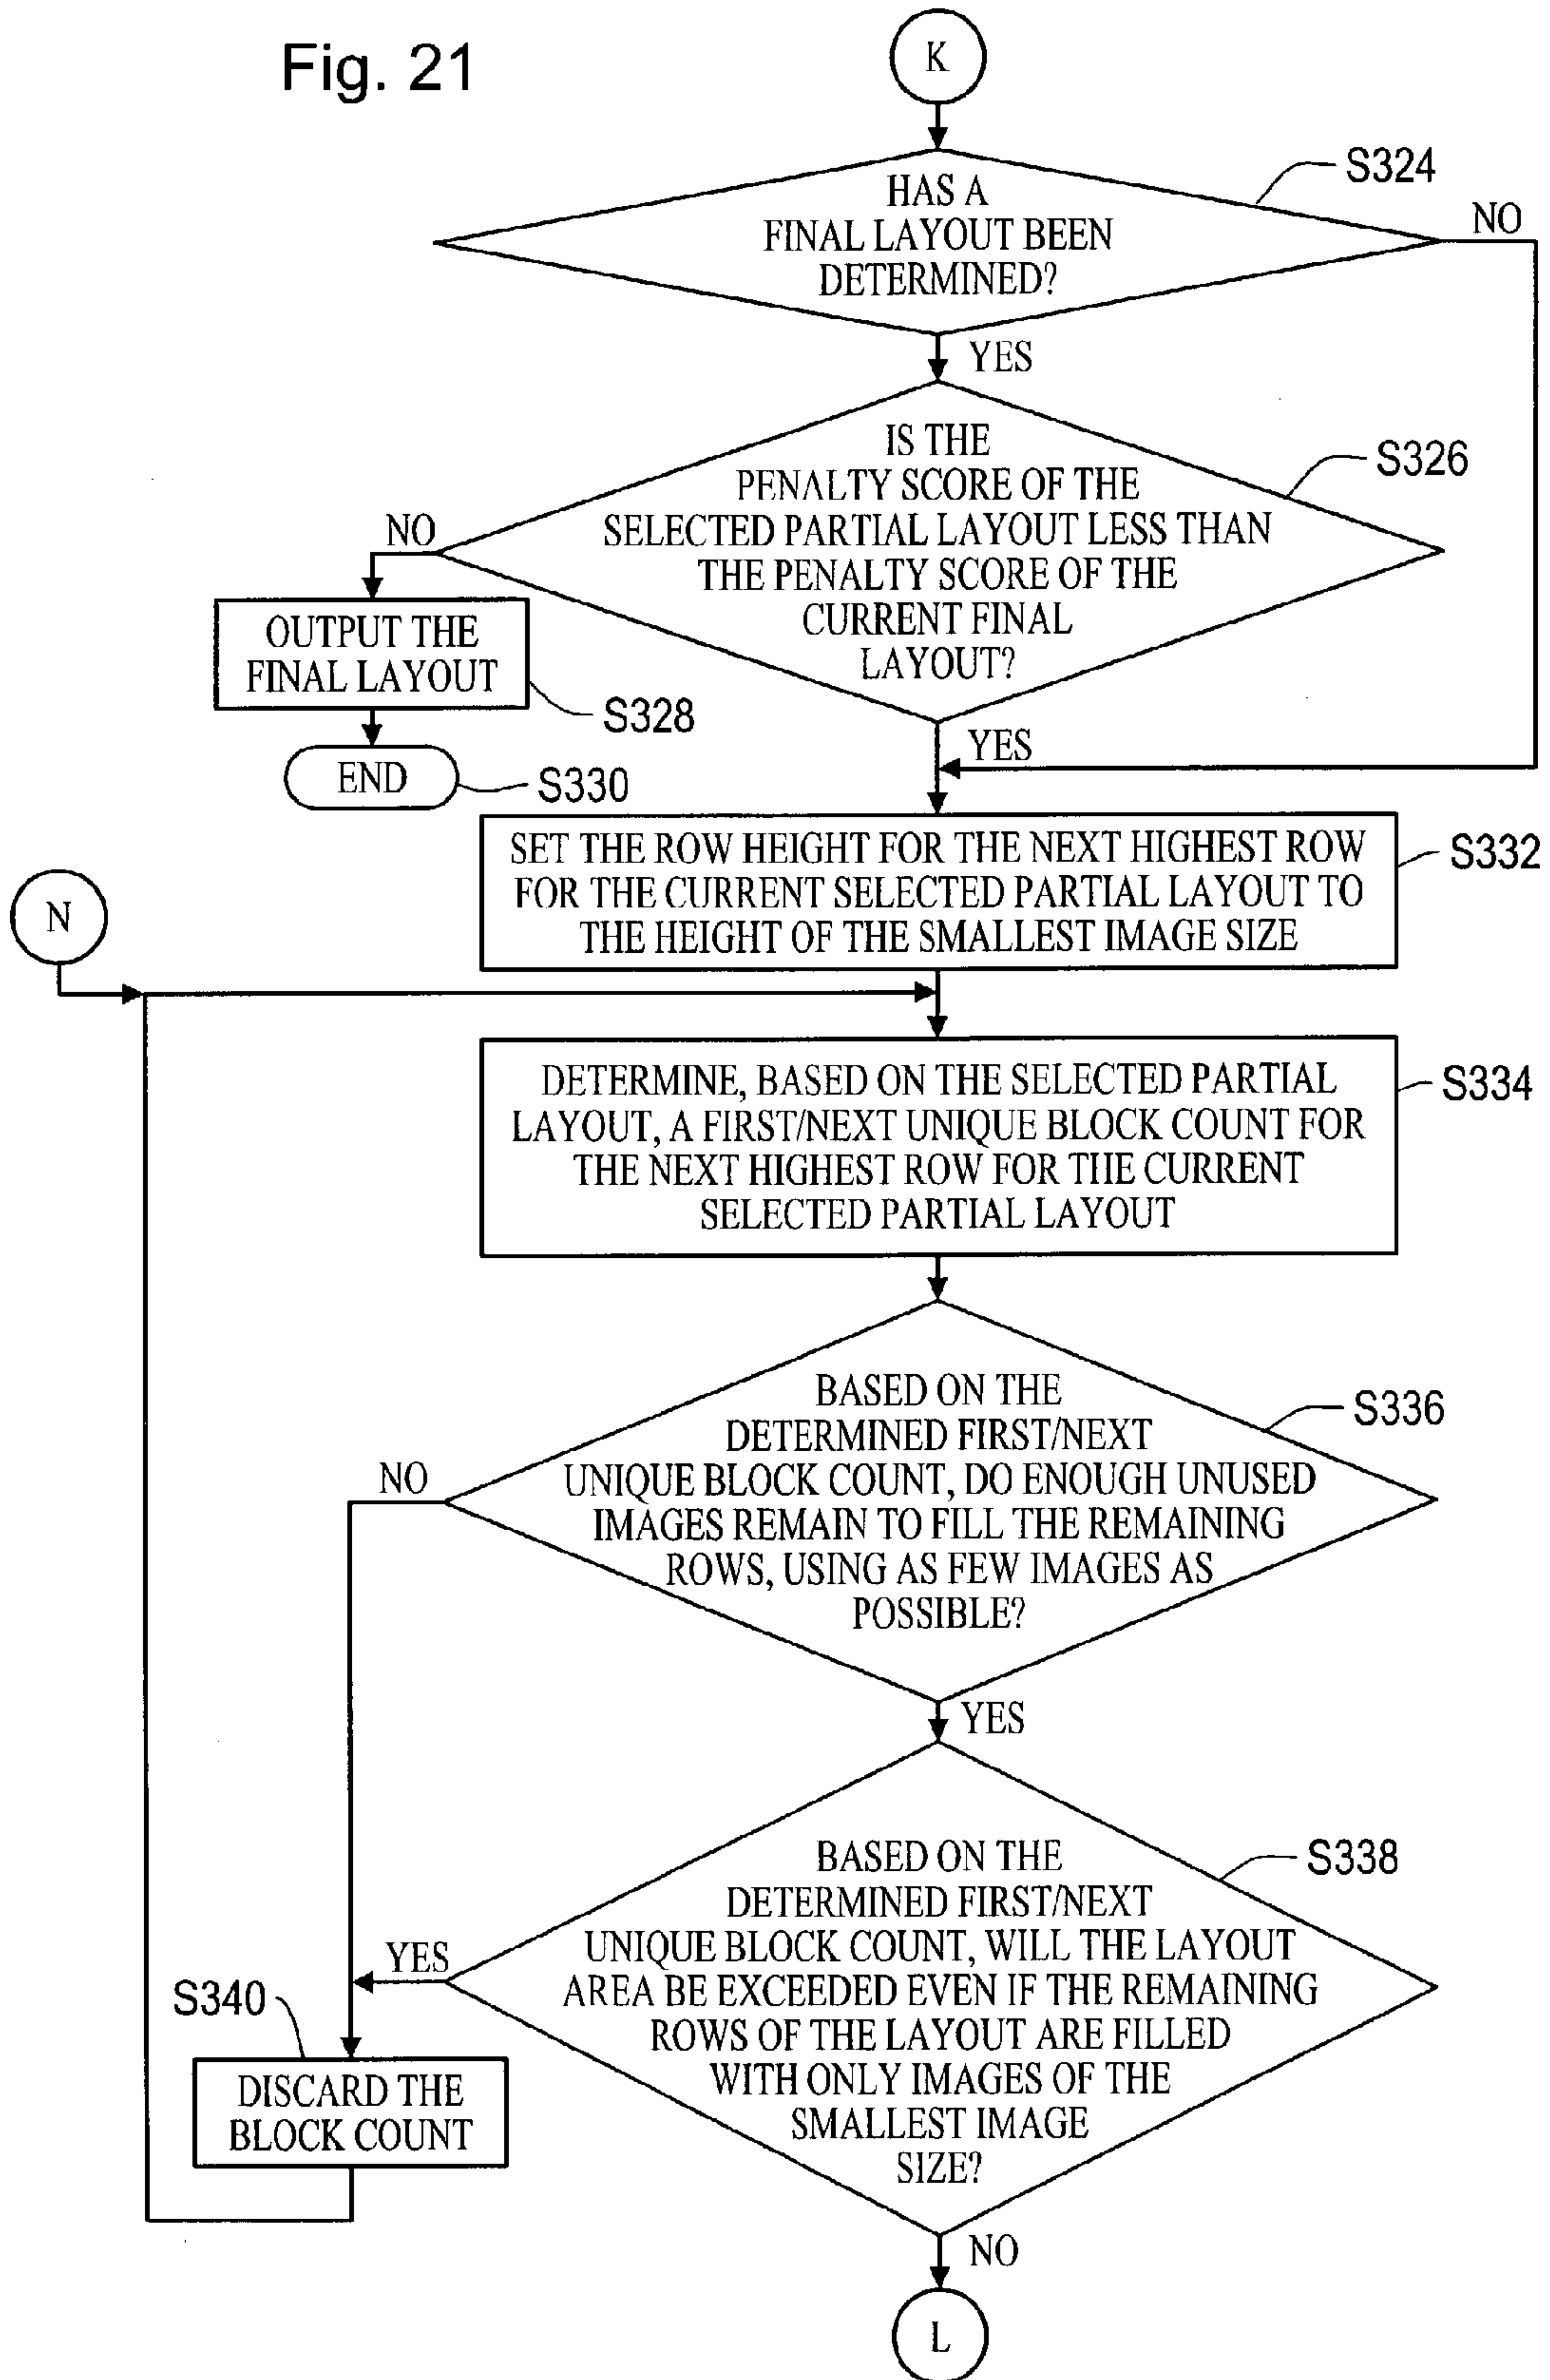 Fig. 21
K
HAS A
FINAL LAYOUT BEEN
DETERMINED?
S324
NO
YES
IS THE
PENALTY SCORE OF THE
SELECTED PARTIAL LAYOUT LESS THAN
THE PENALTY SCORE OF THE
CURRENT FINAL
LAYOUT?
S326
NO
OUTPUT THE
FINAL LAYOUT
S328
END
S330
YES
SET THE ROW HEIGHT FOR THE NEXT HIGHEST ROW
FOR THE CURRENT SELECTED PARTIAL LAYOUT TO
THE HEIGHT OF THE SMALLEST IMAGE SIZE
S332
N
DETERMINE, BASED ON THE SELECTED PARTIAL
LAYOUT, A FIRST/NEXT UNIQUE BLOCK COUNT FOR
THE NEXT HIGHEST ROW FOR THE CURRENT
SELECTED PARTIAL LAYOUT
S334
BASED ON THE
DETERMINED FIRST/NEXT
UNIQUE BLOCK COUNT, DO ENOUGH UNUSED
IMAGES REMAIN TO FILL THE REMAINING
ROWS, USING AS FEW IMAGES AS
POSSIBLE?
S336
NO
YES
BASED ON THE
DETERMINED FIRST/NEXT
UNIQUE BLOCK COUNT, WILL THE LAYOUT
AREA BE EXCEEDED EVEN IF THE REMAINING
ROWS OF THE LAYOUT ARE FILLED
WITH ONLY IMAGES OF THE
SMALLEST IMAGE
SIZE?
S338
YES
S340
DISCARD THE
BLOCK COUNT
NO
L